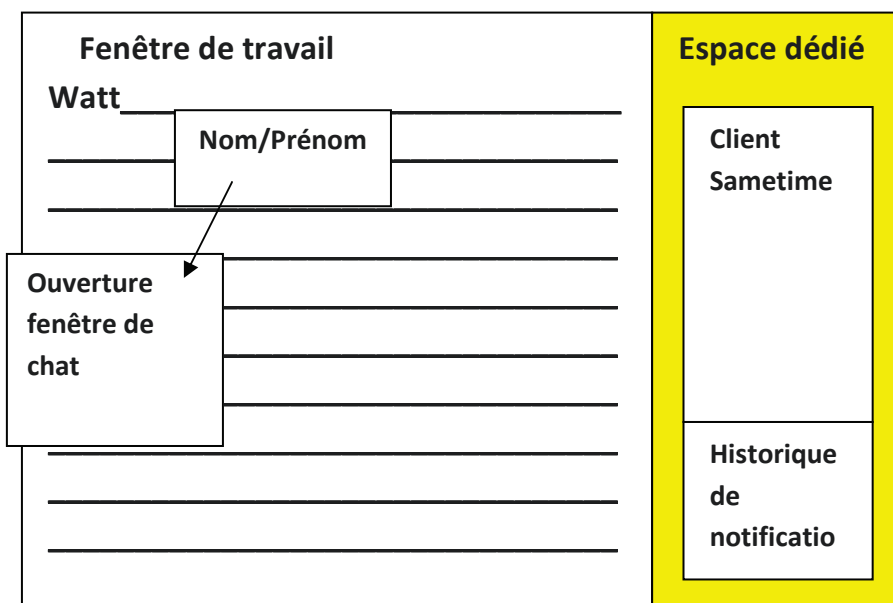 Fenêtre de travail
Watt
Nom/Prénom
Ouverture
fenêtre de
chat
Espace dédié
Client
Sametime
Historique
de
notificatio